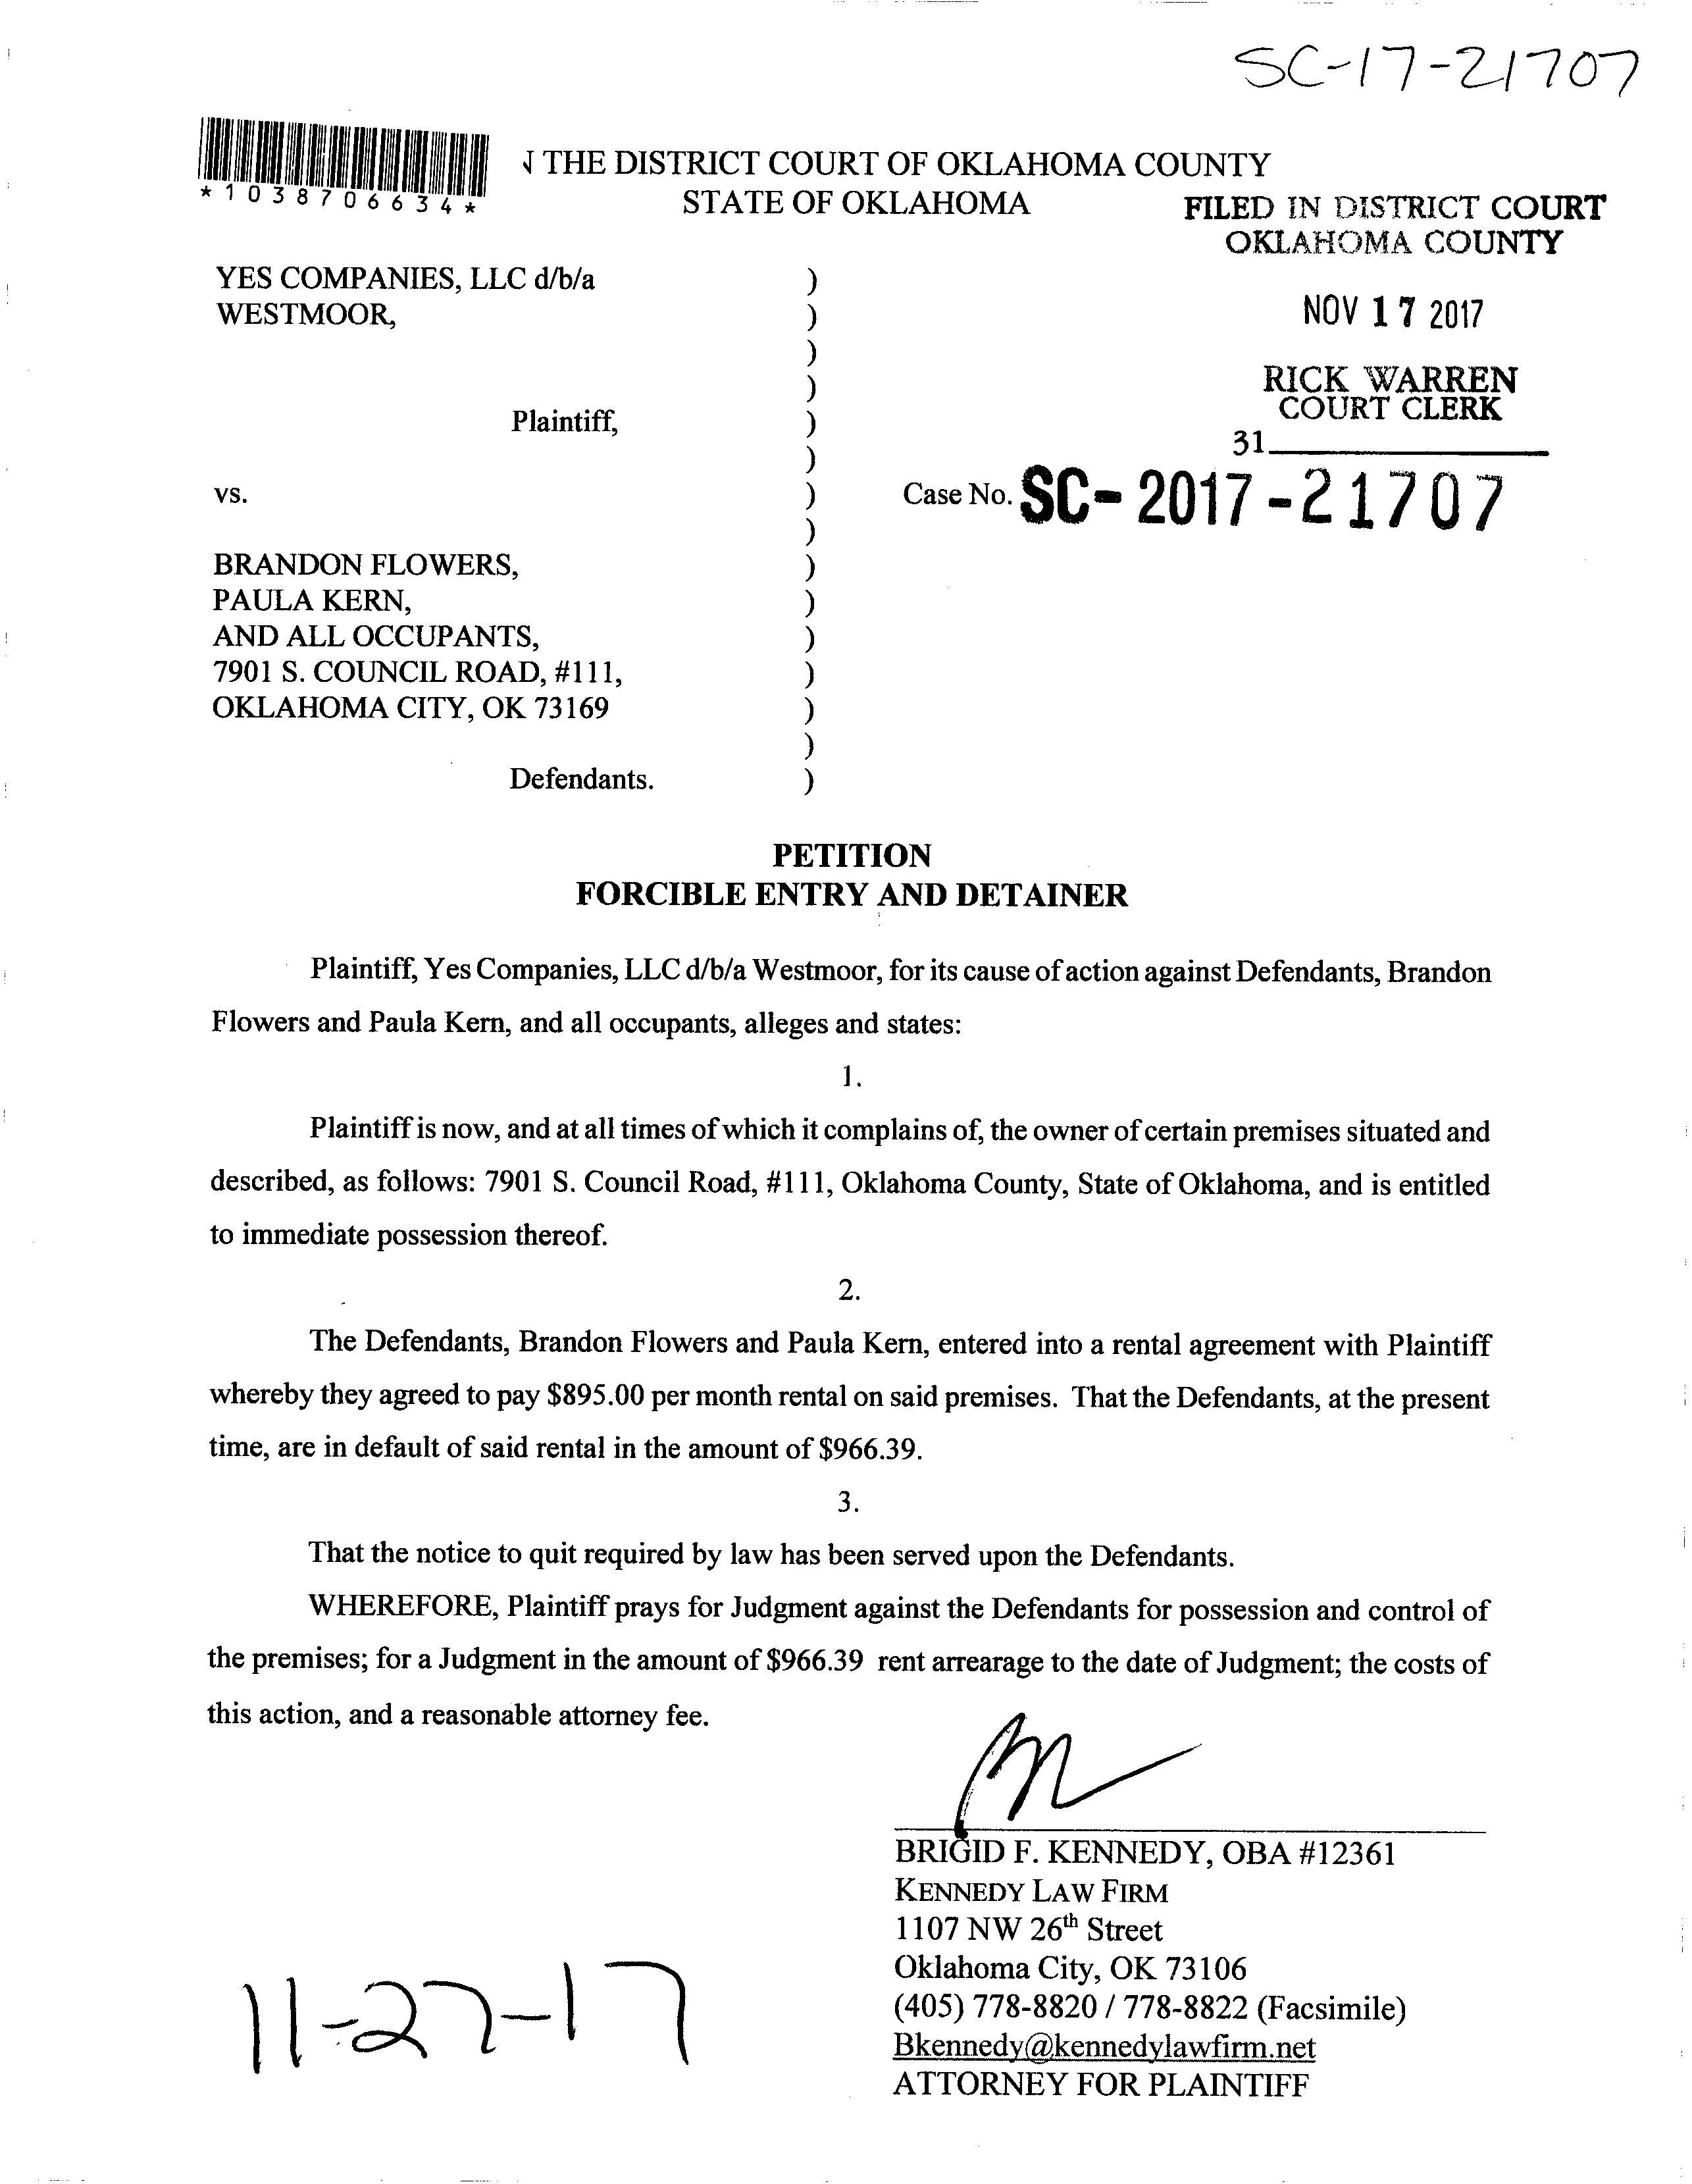 SC-17-21707
*1038706634*
THE DISTRICT COURT OF OKLAHOMA COUNTY
STATE OF OKLAHOMA
FILED IN DISTRICT COURT
OKLAHOMA COUNTY
NOV 17 2017
RICK WARREN
COURT CLERK
31
YES COMPANIES, LLC d/b/a )
WESTMOOR, )
)
)
Plaintiff, )
)
vs. ) Case No. SC-2017-21707
)
BRANDON FLOWERS, )
PAULA KERN, )
AND ALL OCCUPANTS, )
7901 S. COUNCIL ROAD, #111, )
OKLAHOMA CITY, OK 73169 )
)
Defendants. )
PETITION
FORCIBLE ENTRY AND DETAINER
Plaintiff, Yes Companies, LLC d/b/a Westmoor, for its cause of action against Defendants, Brandon
Flowers and Paula Kern, and all occupants, alleges and states:
1.
Plaintiff is now, and at all times of which it complains of, the owner of certain premises situated and
described, as follows: 7901 S. Council Road, #111, Oklahoma County, State of Oklahoma, and is entitled
to immediate possession thereof.
2.
The Defendants, Brandon Flowers and Paula Kern, entered into a rental agreement with Plaintiff
whereby they agreed to pay $895.00 per month rental on said premises. That the Defendants, at the present
time, are in default of said rental in the amount of $966.39.
3.
That the notice to quit required by law has been served upon the Defendants.
WHEREFORE, Plaintiff prays for Judgment against the Defendants for possession and control of
the premises; for a Judgment in the amount of $966.39 rent arrearage to the date of Judgment; the costs of
this action, and a reasonable attorney fee.
BRIGID F. KENNEDY, OBA #12361
KENNEDY LAW FIRM
1107 NW 26th Street
Oklahoma City, OK 73106
(405) 778-8820 / 778-8822 (Facsimile)
Bkennedy@kennedylawfirm.net
ATTORNEY FOR PLAINTIFF
11-27-17